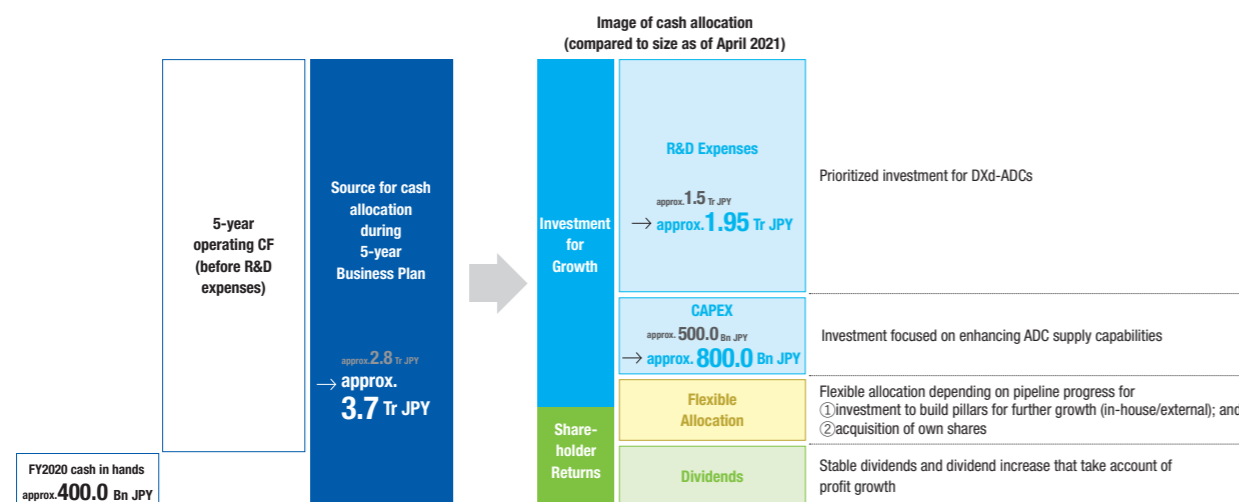 Image of cash allocation
(compared to size as of April 2021)
5-year
operating CF
(before R&D
expenses)
FY2020 cash in hands
approx.400.0 Bn JPY
Source for cash
allocation
during
5-year
Business Plan
approx.2.8 Tr JPY
→ approx.
3.7 Tr JPY
Investment
for
Growth
Share-
holder
Returns
R&D Expenses
approx.1.5 Tr JPY
→ approx.1.95 Tr JPY
Prioritized investment for DXd-ADCs
CAPEX
approx. 500.0 Bn JPY
→ approx. 800.0 Bn JPY
Investment focused on enhancing ADC supply capabilities
Flexible
Allocation
Flexible allocation depending on pipeline progress for
①investment to build pillars for further growth (in-house/external); and
②acquisition of own shares
Dividends
Stable dividends and dividend increase that take account of
profit growth